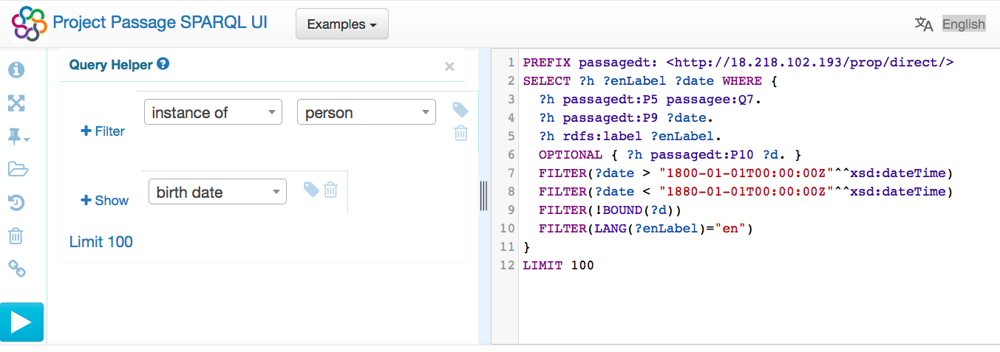 Project Passage SPARQL UI
Examples
English
Query Helper
Filter
instance of
person
Show
birth date
Limit 100
1 PREFIX passagedt: <http://18.218.102.193/prop/direct/>
2 SELECT ?h ?enLabel ?date WHERE {
3 ?h passagedt:P5 passagee:Q7.
4 ?h passagedt:P9 ?date.
5 ?h rdfs:label ?enLabel.
6 OPTIONAL { ?h passagedt:P10 ?d. }
7 FILTER(?date > "1800-01-01T00:00:00Z"^^xsd:dateTime)
8 FILTER(?date < "1880-01-01T00:00:00Z"^^xsd:dateTime)
9 FILTER(!BOUND(?d))
10 FILTER(LANG(?enLabel)="en")
11 }
12 LIMIT 100